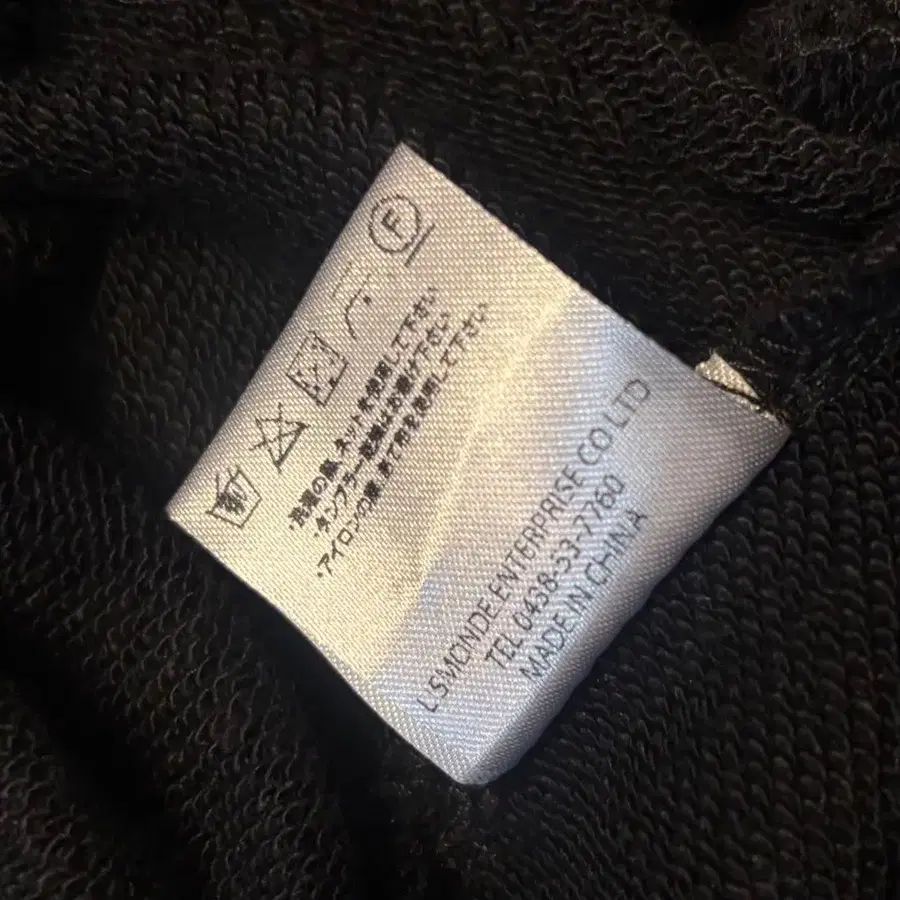 F
・洗濯の際、ネットを使用して下さい
・タンブラー乾燥はお避け下さい
・アイロンの際、あて布を使用して下さい
LLSMONDE.ENTERPRISE CO LTD
TEL 0438-53-7760
MADE IN CHINA